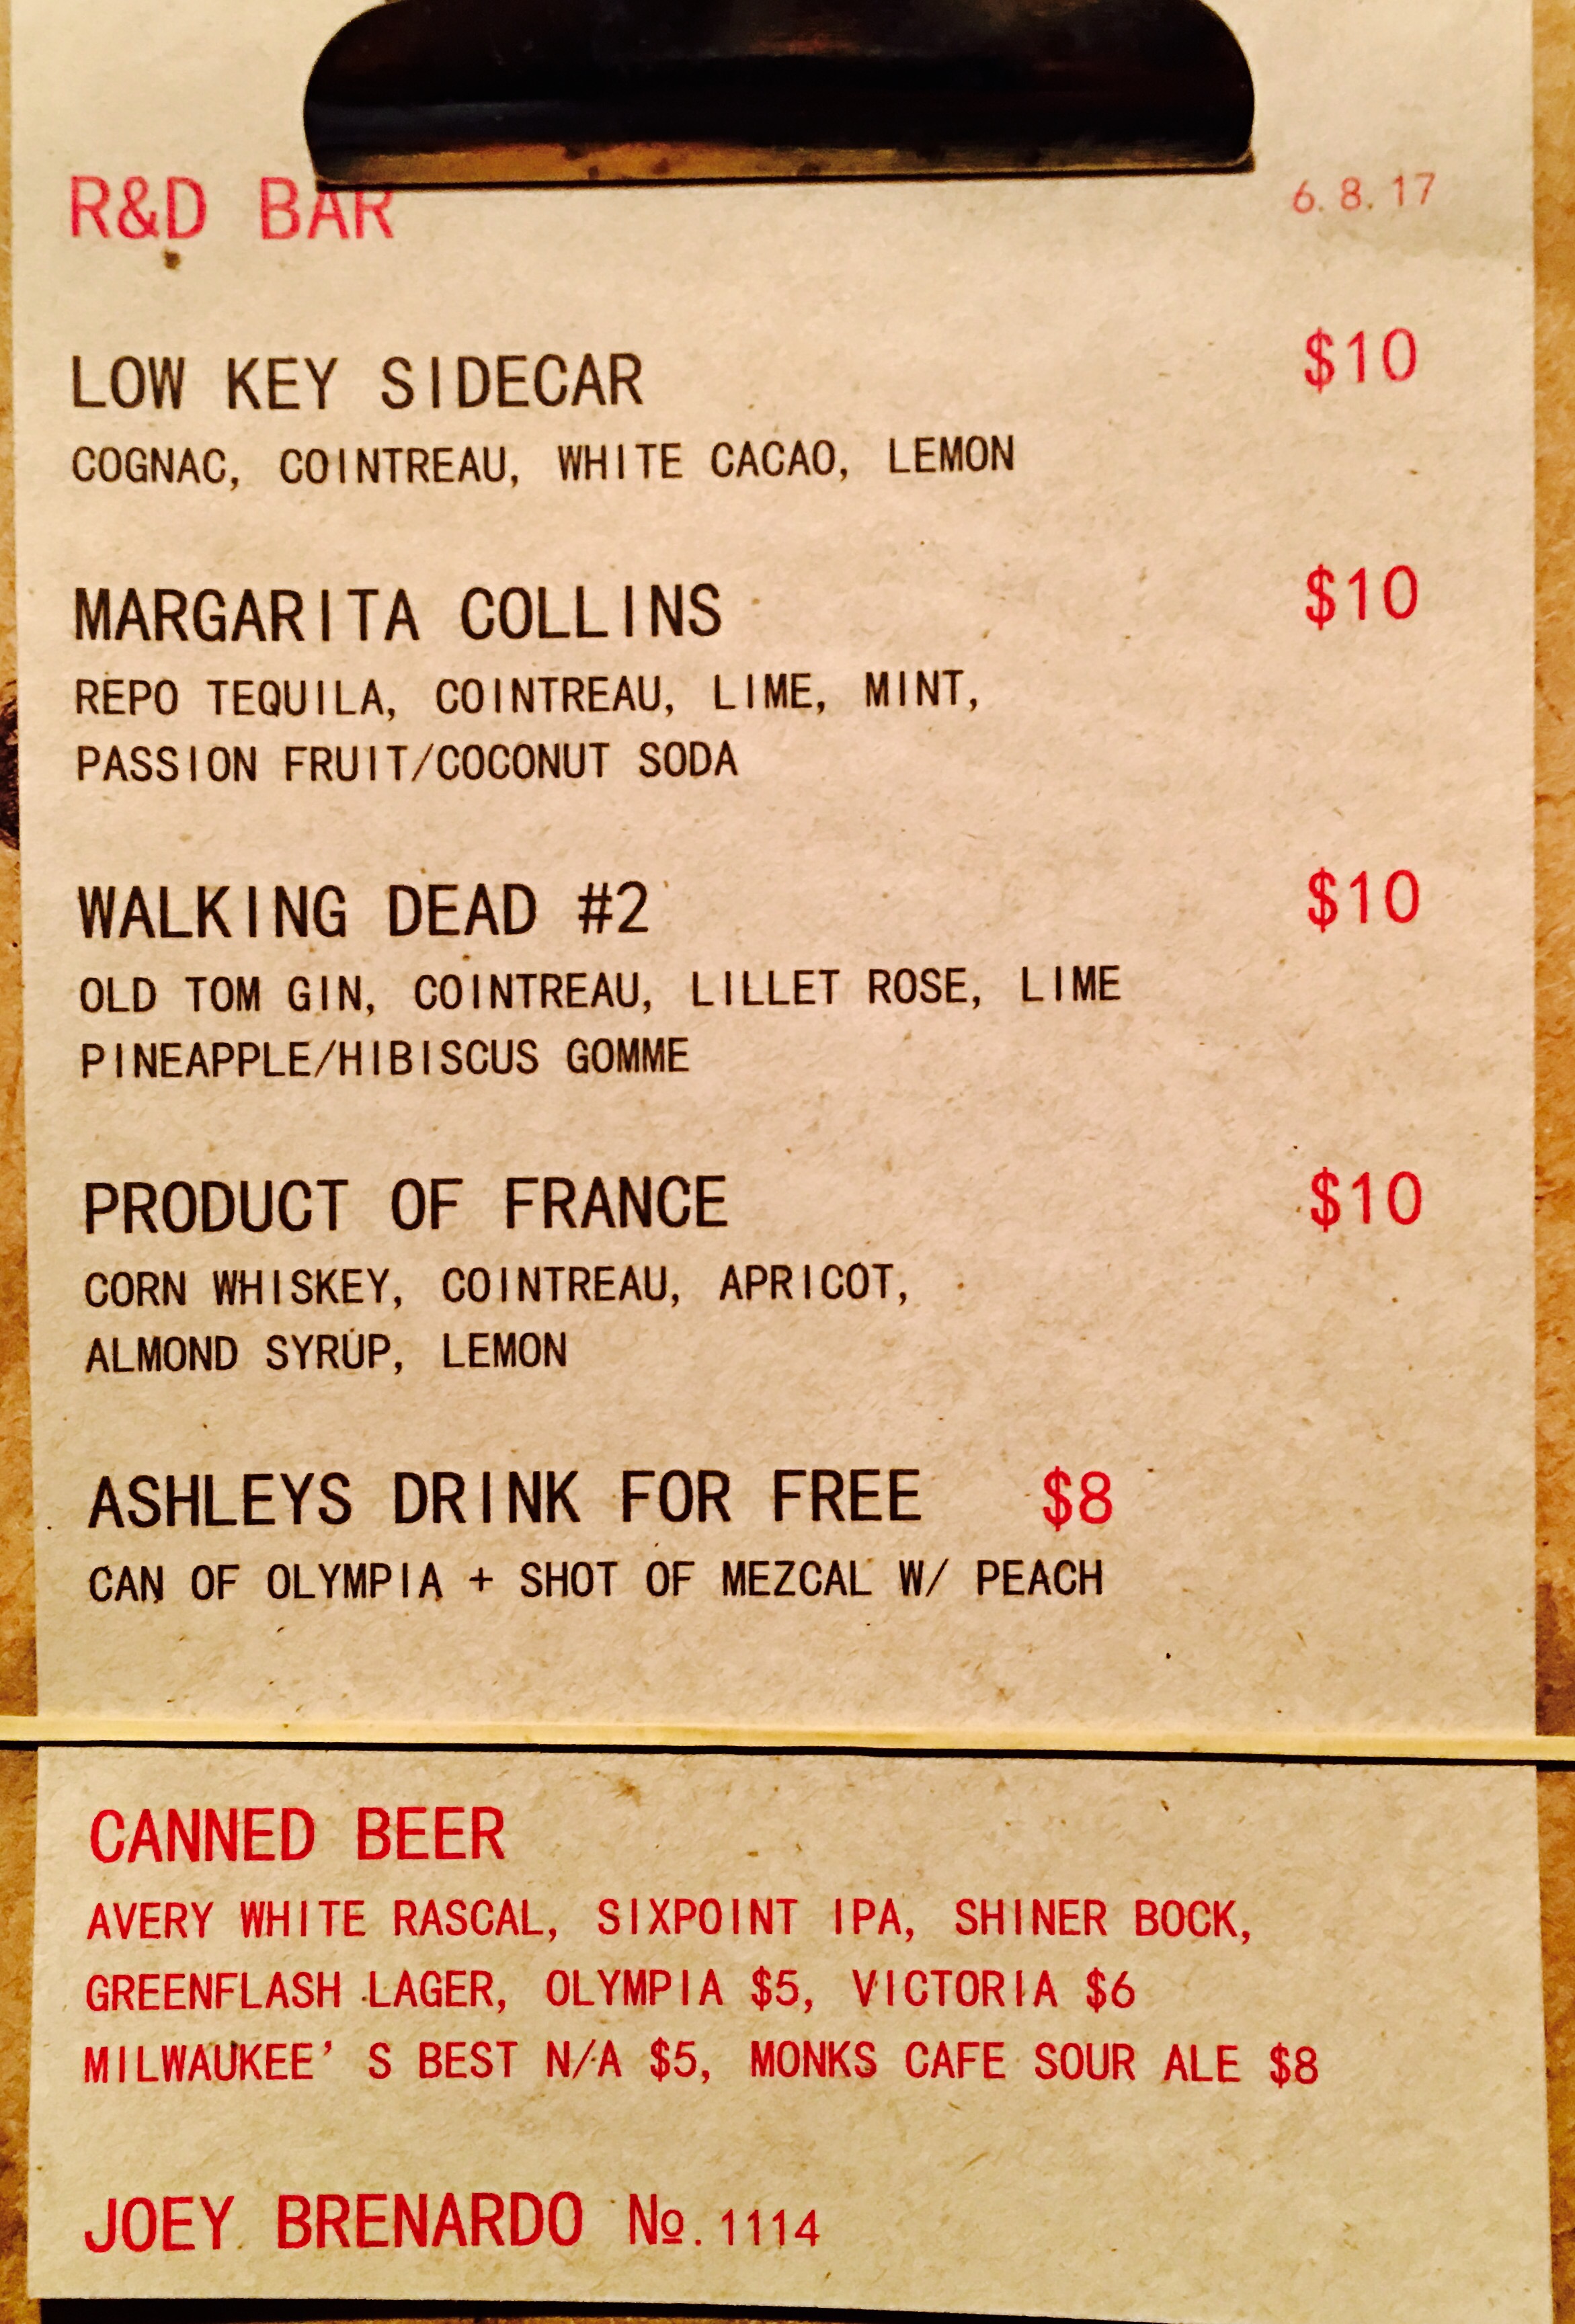 R&D BAR 6.8.17
LOW KEY SIDECAR $10
COGNAC, COINTREAU, WHITE CACAO, LEMON
MARGARITA COLLINS $10
REPO TEQUILA, COINTREAU, LIME, MINT,
PASSION FRUIT/COCONUT SODA
WALKING DEAD #2 $10
OLD TOM GIN, COINTREAU, LILLET ROSE, LIME
PINEAPPLE/HIBISCUS GOMME
PRODUCT OF FRANCE $10
CORN WHISKEY, COINTREAU, APRICOT,
ALMOND SYRUP, LEMON
ASHLEYS DRINK FOR FREE $8
CAN OF OLYMPIA + SHOT OF MEZCAL W/ PEACH
CANNED BEER
AVERY WHITE RASCAL, SIXPOINT IPA, SHINER BOCK,
GREENFLASH LAGER, OLYMPIA $5, VICTORIA $6
MILWAUKEE'S BEST N/A $5, MONKS CAFE SOUR ALE $8
JOEY BRENARDO №.1114